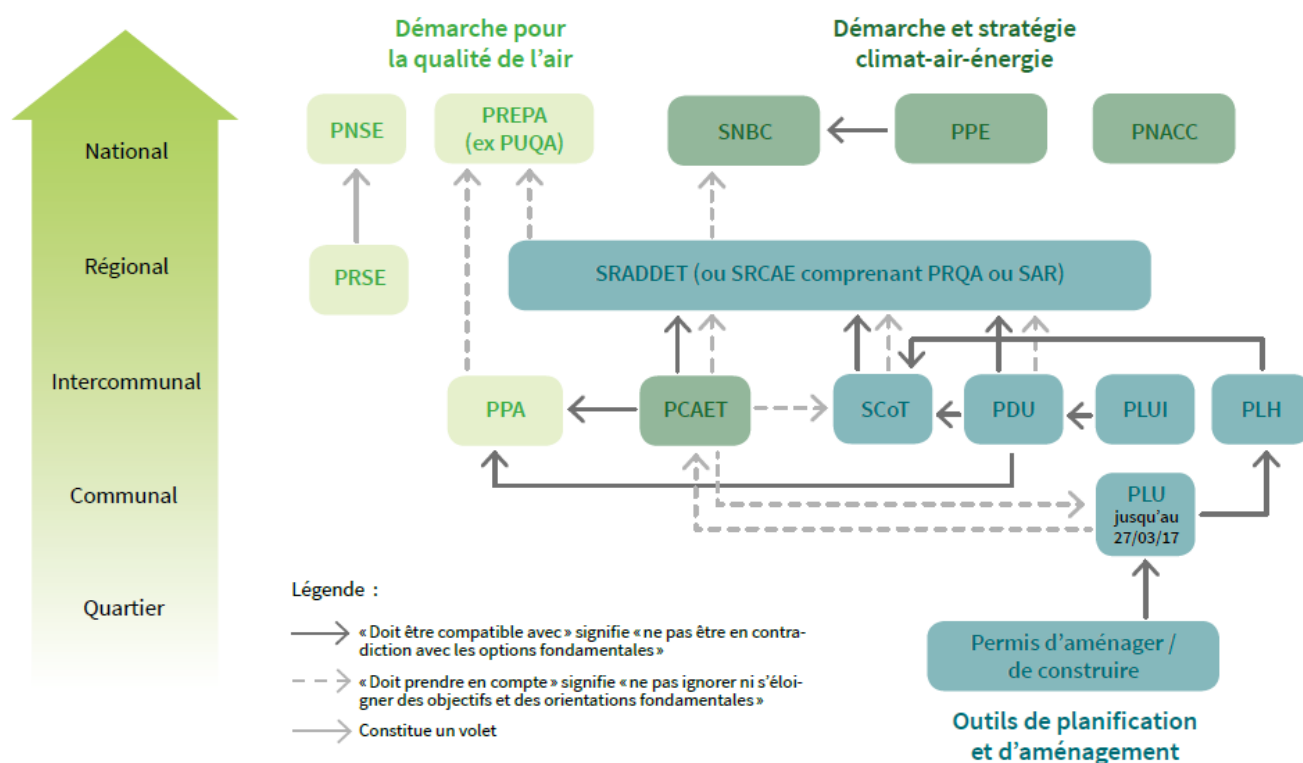 Démarche pour
la qualité de l'air
Démarche et stratégie
climat-air-énergie
National
PNSE
PREPA
(ex PUQA)
SNBC
PPE
PNACC
Régional
PRSE
SRADDET (ou SRCAE comprenant PRQA ou SAR)
Intercommunal
PPA
PCAET
SCoT
PDU
PLUI
PLH
Communal
PLU
jusqu'au
27/03/17
Quartier
Permis d'aménager /
de construire
Outils de planification
et d'aménagement
Légende :
« Doit être compatible avec » signifie « ne pas être en contra-
diction avec les options fondamentales »
« Doit prendre en compte » signifie « ne pas ignorer ni s'éloi-
gner des objectifs et des orientations fondamentales »
Constitue un volet